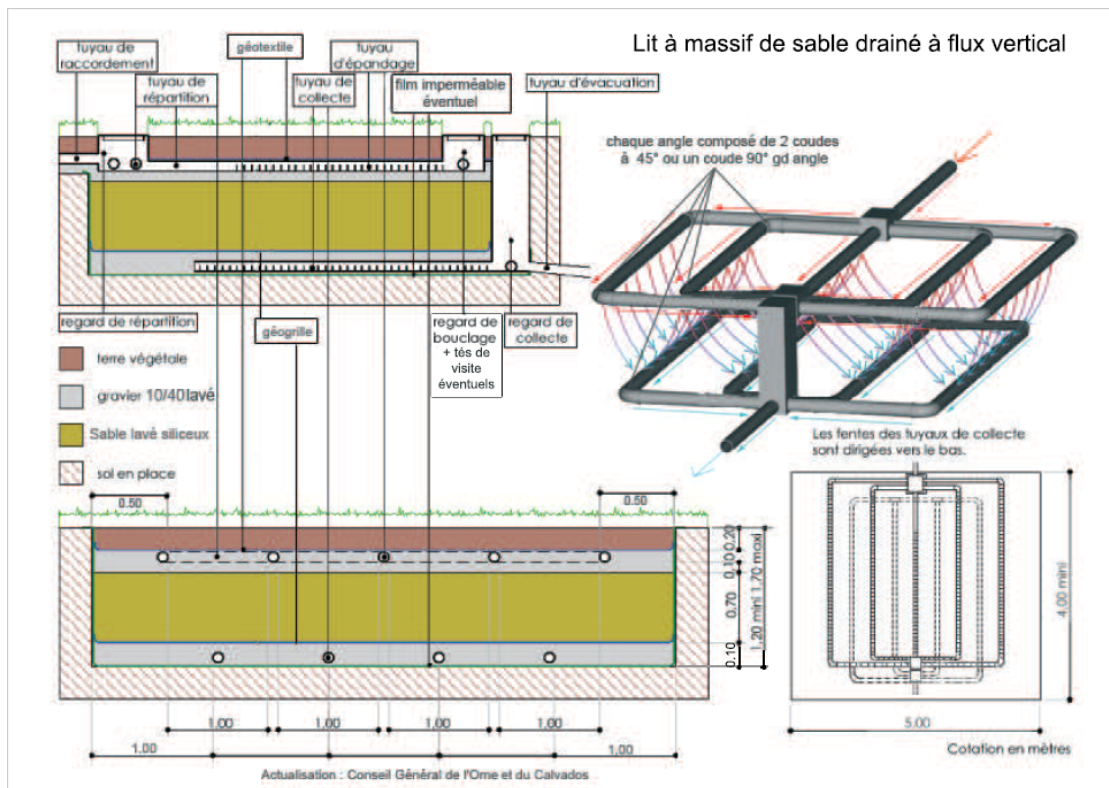 Lit à massif de sable drainé à flux vertical
tuyau de
raccordement
géotextile
tuyau
d'épandage
tuyau de
répartition
tuyau de
collecte
film imperméable
éventuel
tuyau d'évacuation
chaque angle composé de 2 coudes
à 45° ou un coude 90° gd angle
regard de répartition
géogrille
regard de
bouclage
+ tés de
visite
éventuels
regard de
collecte
terre végétale
gravier 10/40lavé
Sable lavé siliceux
sol en place
Les fentes des tuyaux de collecte
sont dirigées vers le bas.
0.50
0.50
0.20
0.10
0,70
0.10
1,20 mini 1,70 maxi
4.00 mini
5.00
1,00
1,00
1,00
1,00
1,00
1,00
Cotation en mètres
Actualisation : Conseil Général de l'Orne et du Calvados